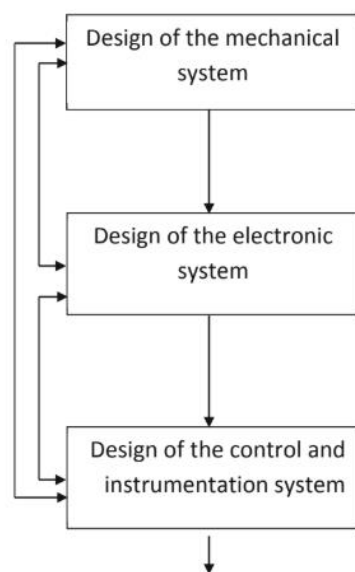 Design of the mechanical
system
Design of the electronic
system
Design of the control and
instrumentation system